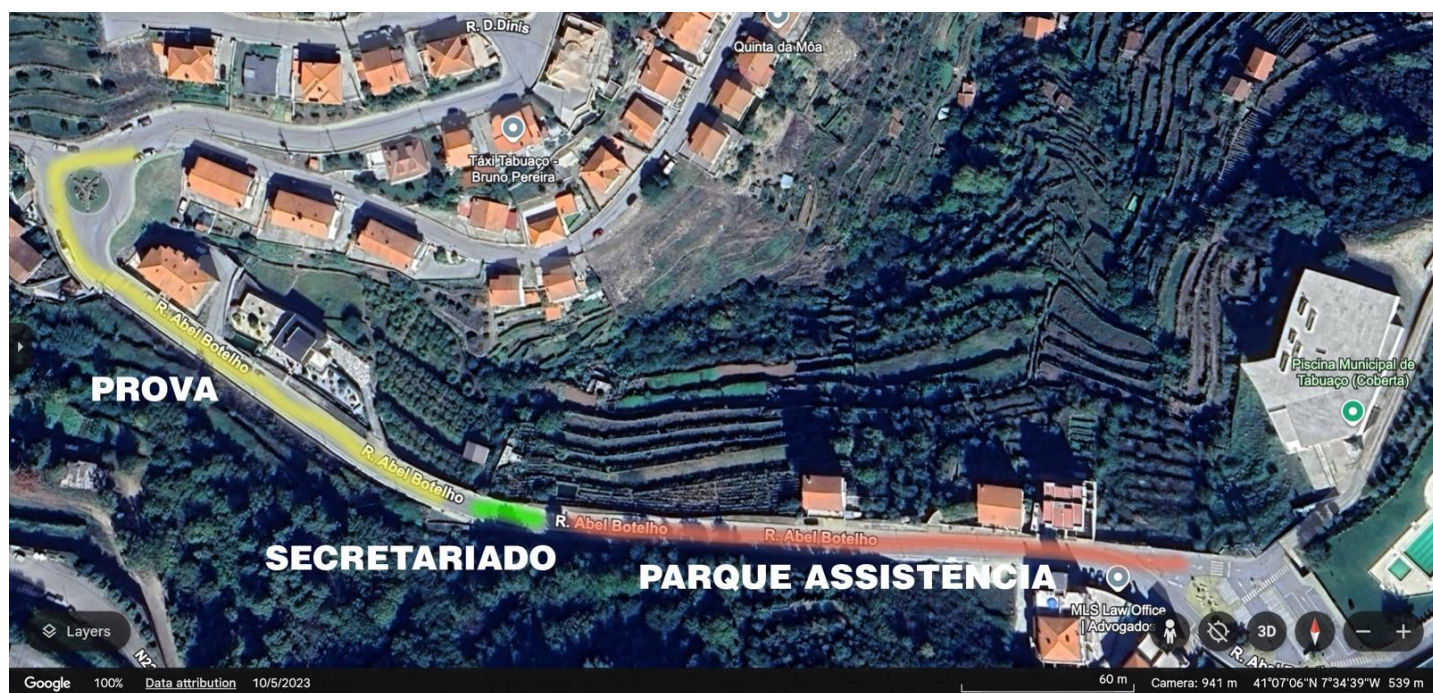 R. D.Dinis
Quinta da Môa
Táxi Tabuaço -
Bruno Pereira
R. Abel Botelho
PROVA
Piscina Municipal de
Tabuaço (Coberta)
R. Abel Botelho
R. Abel Botelho
R. Abel Botelho
SECRETARIADO
PARQUE ASSISTÊNCIA
MLS Law Office
| Advogados
Layers
3D
Google 100% Data attribution 10/5/2023 60 m Camera: 941 m 41°07'06"N 7°34'39"W 539 m